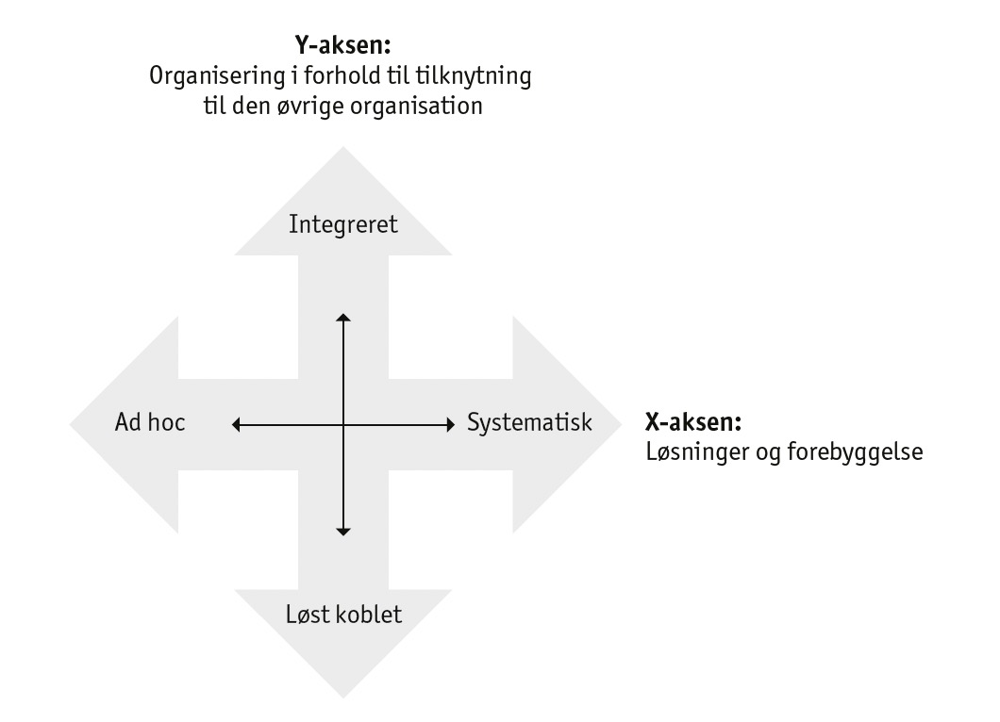 Y-aksen:
Organisering i forhold til tilknytning
til den øvrige organisation
Integreret
Ad hoc
Systematisk
X-aksen:
Løsninger og forebyggelse
Løst koblet